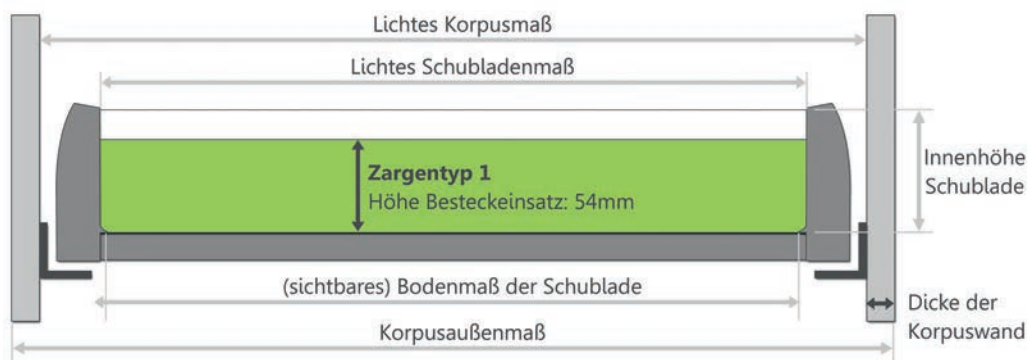 Lichtes Korpusmaß
Lichtes Schubladenmaß
Zargentyp 1
Höhe Besteckeinsatz: 54mm
Innenhöhe
Schublade
(sichtbares) Bodenmaß der Schublade
Dicke der
Korpuswand
Korpusaußenmaß